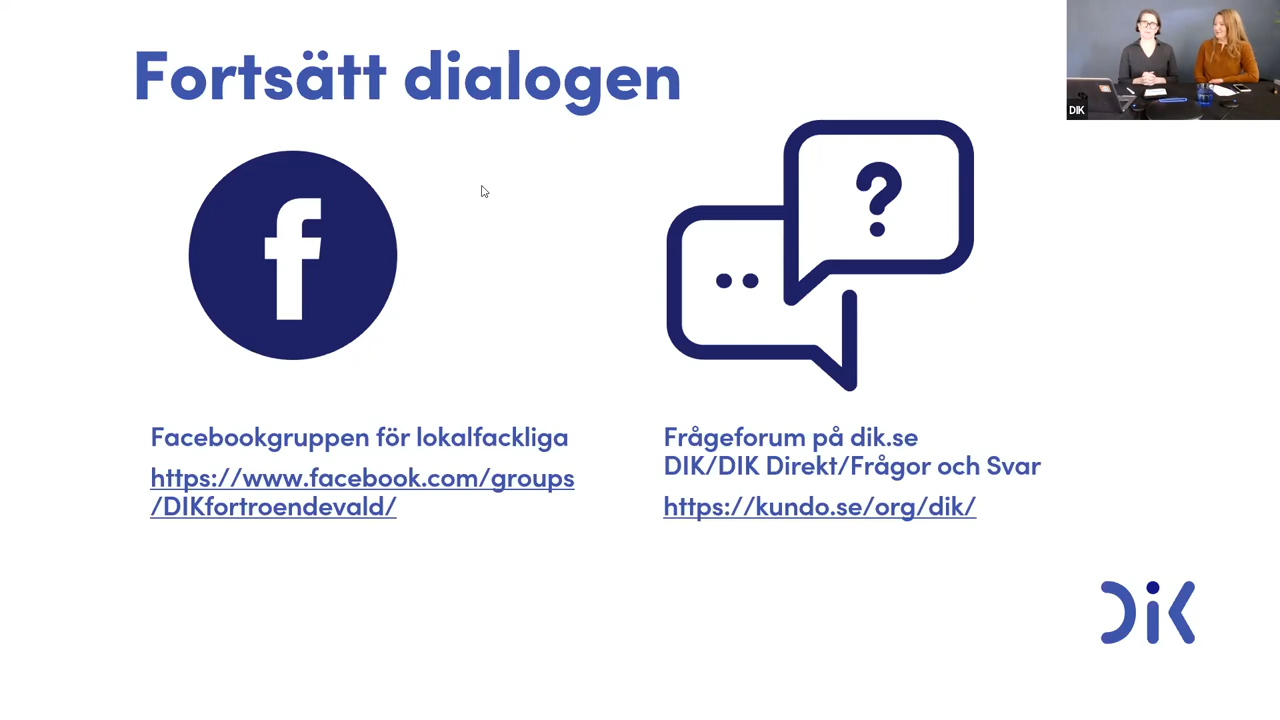 Fortsätt dialogen
DIK
f
?
Facebookgruppen för lokalfackliga
https://www.facebook.com/groups
/DIKfortroendevald/
Frågeforum på dik.se
DIK/DIK Direkt/Frågor och Svar
https://kundo.se/org/dik/
DiK